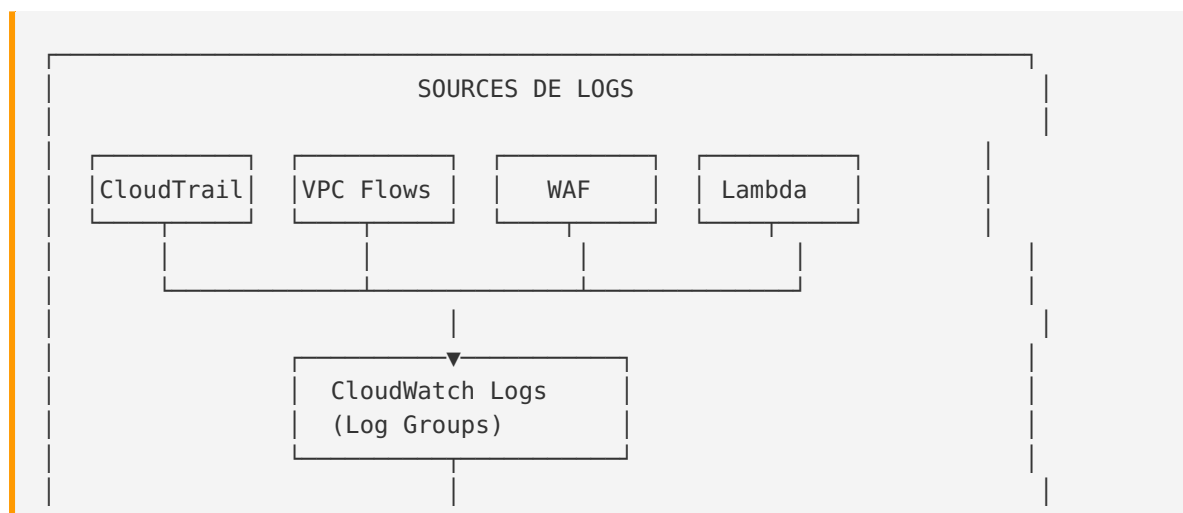 SOURCES DE LOGS
CloudTrail VPC Flows WAF Lambda
CloudWatch Logs
(Log Groups)